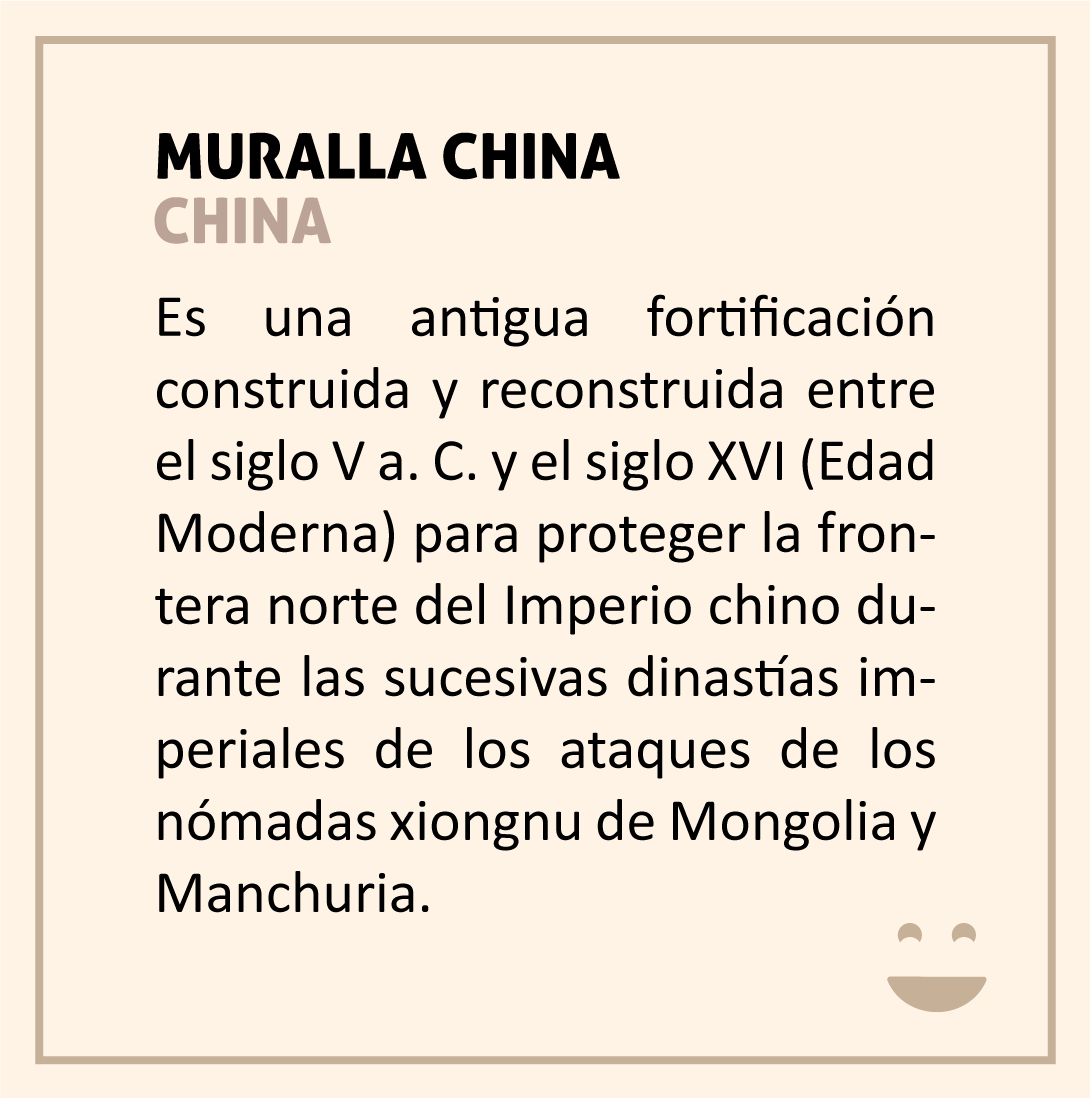 MURALLA CHINA
CHINA
Es una antigua fortificación
construida y reconstruida entre
el siglo V a. C. y el siglo XVI (Edad
Moderna) para proteger la fron-
tera norte del Imperio chino du-
rante las sucesivas dinastías im-
periales de los ataques de los
nómadas xiongnu de Mongolia y
Manchuria.